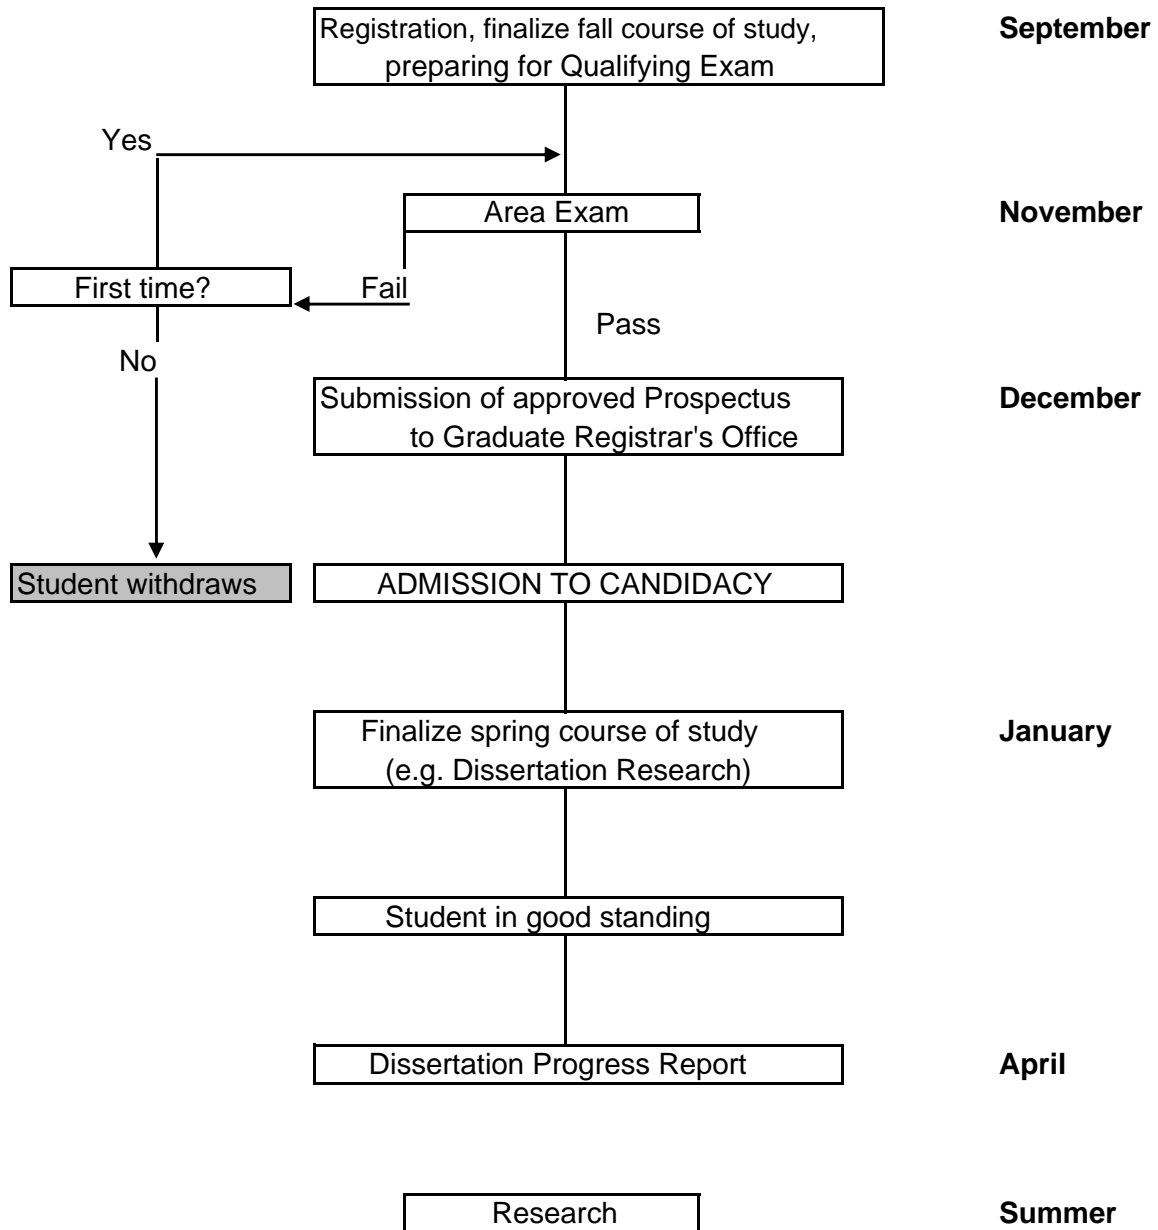 Registration, finalize fall course of study,
preparing for Qualifying Exam
September
Yes
Area Exam
November
First time?
Fail
Pass
No
Submission of approved Prospectus
to Graduate Registrar's Office
December
Student withdraws
ADMISSION TO CANDIDACY
Finalize spring course of study
(e.g. Dissertation Research)
January
Student in good standing
Dissertation Progress Report
April
Research
Summer